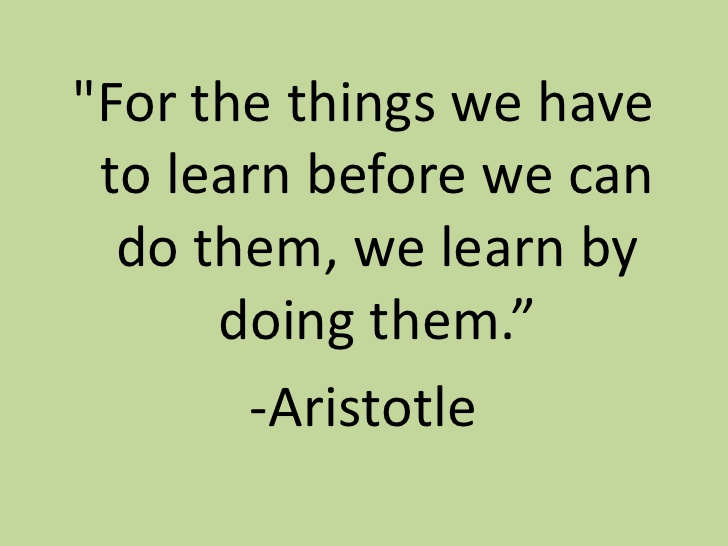 "For the things we have
to learn before we can
do them, we learn by
doing them.”
-Aristotle